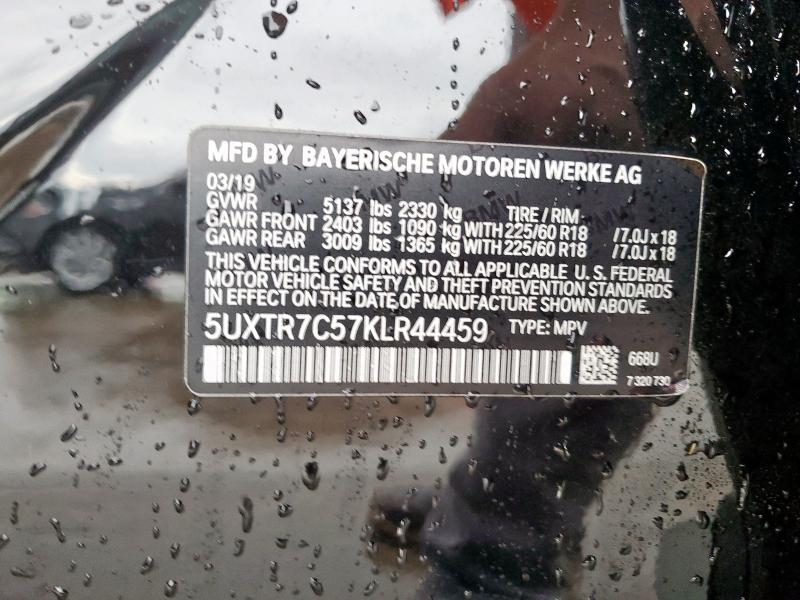 MFD BY BAYERISCHE MOTOREN WERKE AG
03/19
GVWR 5137 lbs 2330 kg TIRE / RIM
GAWR FRONT 2403 lbs 1090 kg WITH 225/60 R18 /7.0J x 18
GAWR REAR 3009 lbs 1365 kg WITH 225/60 R18 /7.0J x 18
THIS VEHICLE CONFORMS TO ALL APPLICABLE U.S. FEDERAL
MOTOR VEHICLE SAFETY AND THEFT PREVENTION STANDARDS
IN EFFECT ON THE DATE OF MANUFACTURE SHOWN ABOVE.
5UXTR7C57KLR44459 TYPE: MPV
668U
7 320 730